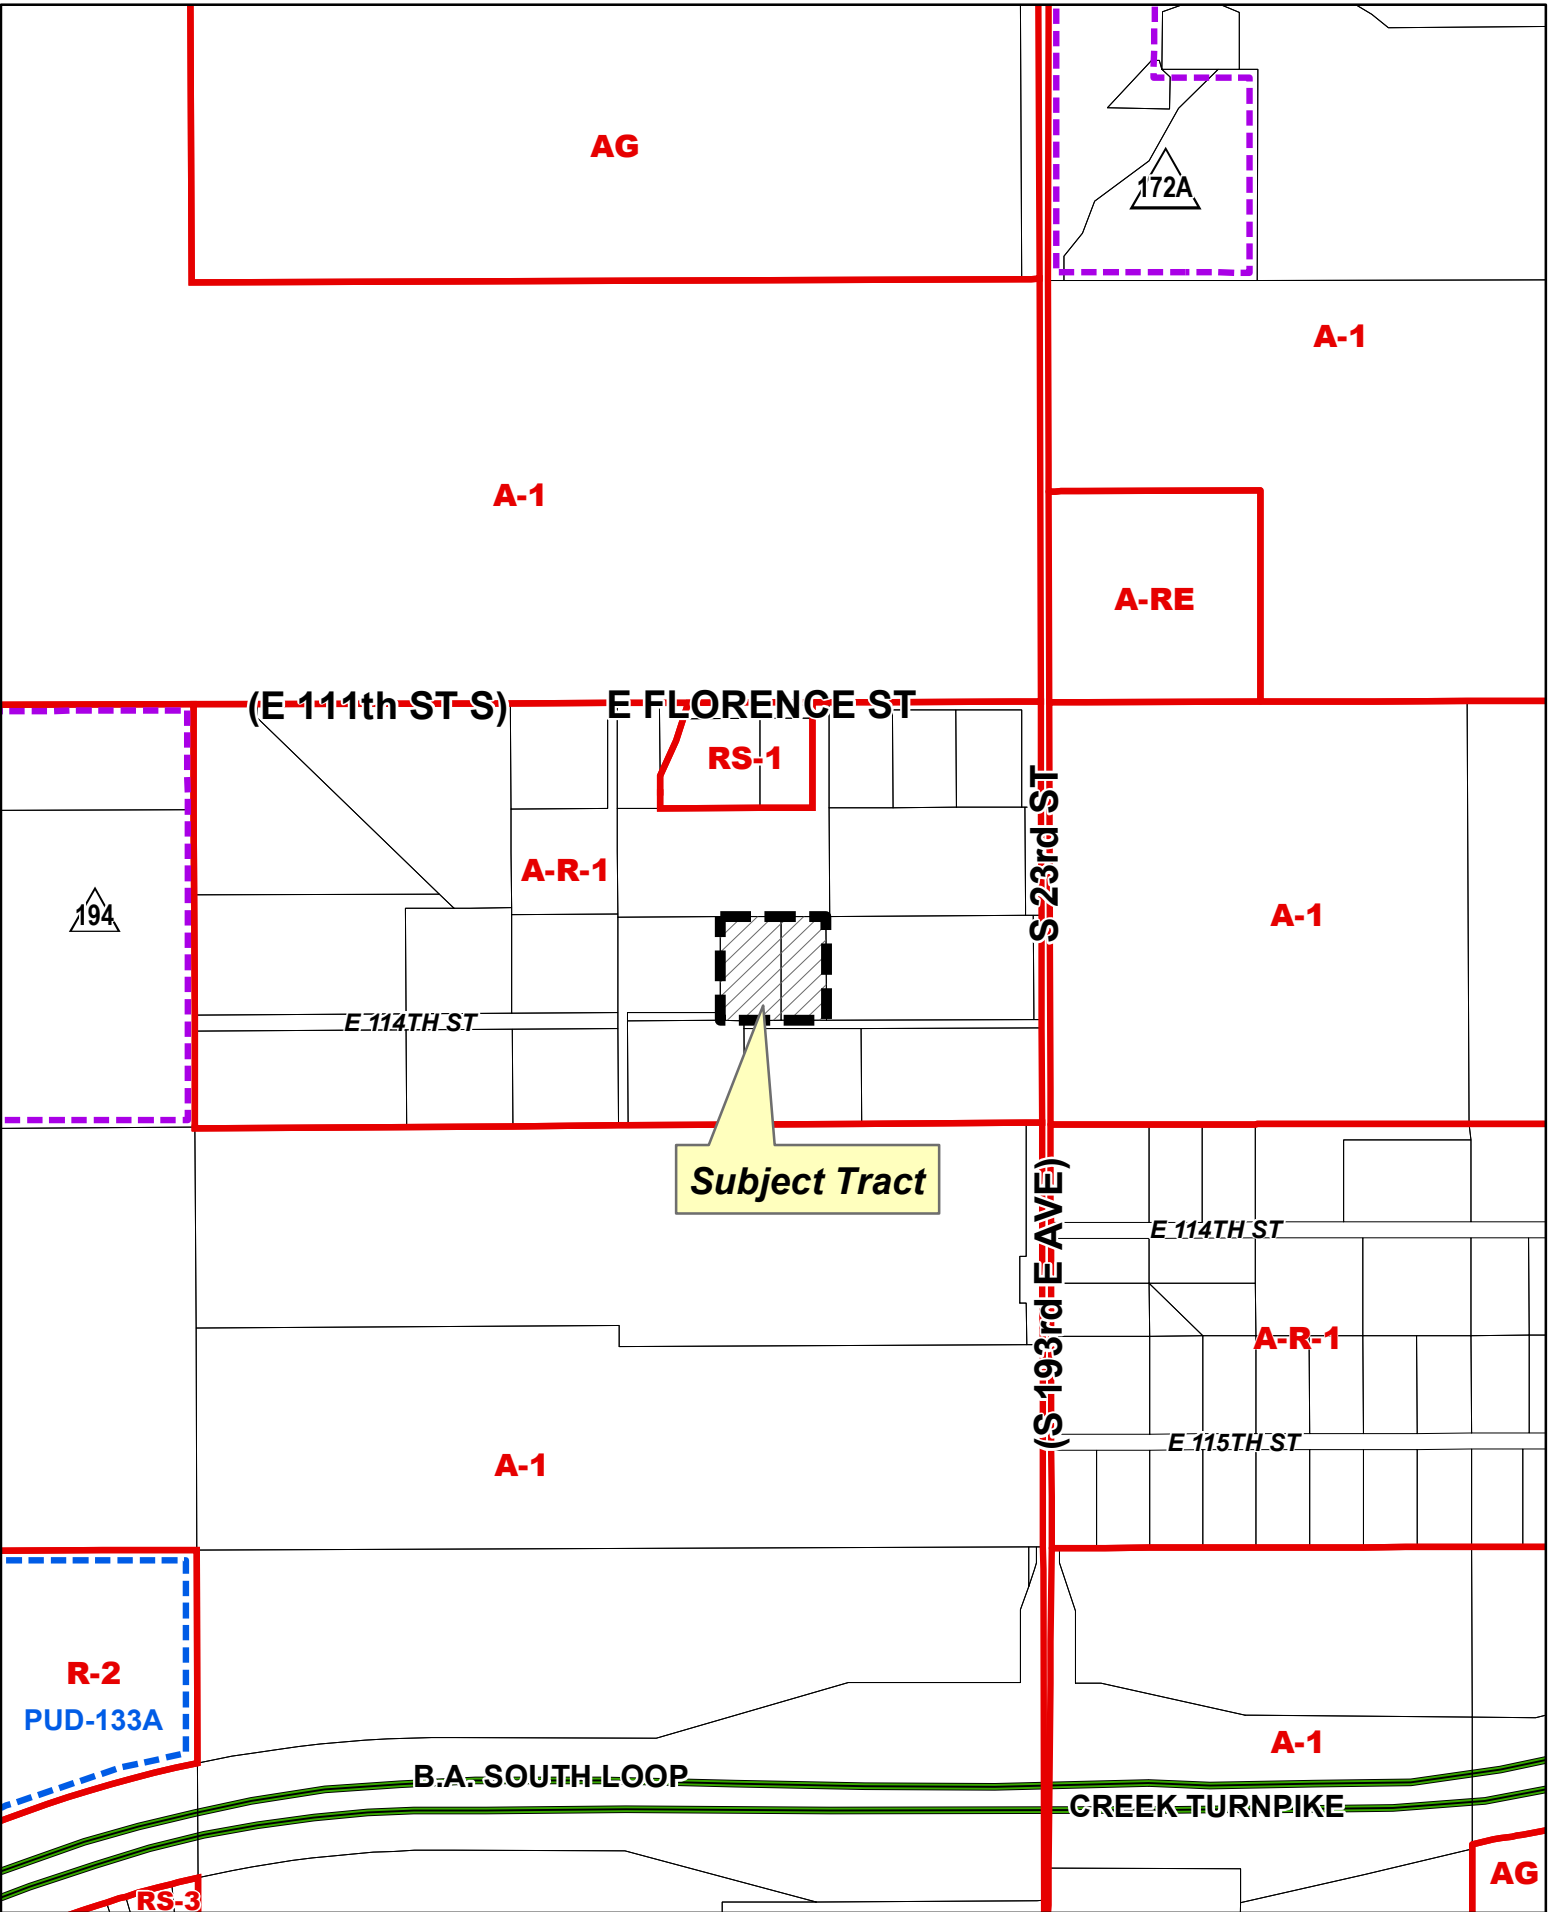 AG
172A
A-1
A-1
A-RE
(E 111th ST S)
E FLORENCE ST
RS-1
S 23rd ST
A-R-1
194
A-1
E 114TH ST
Subject Tract
(S 193rd E AVE)
E 114TH ST
A-R-1
E 115TH ST
A-1
R-2
PUD-133A
A-1
B.A. SOUTH LOOP
CREEK TURNPIKE
AG
RS-3